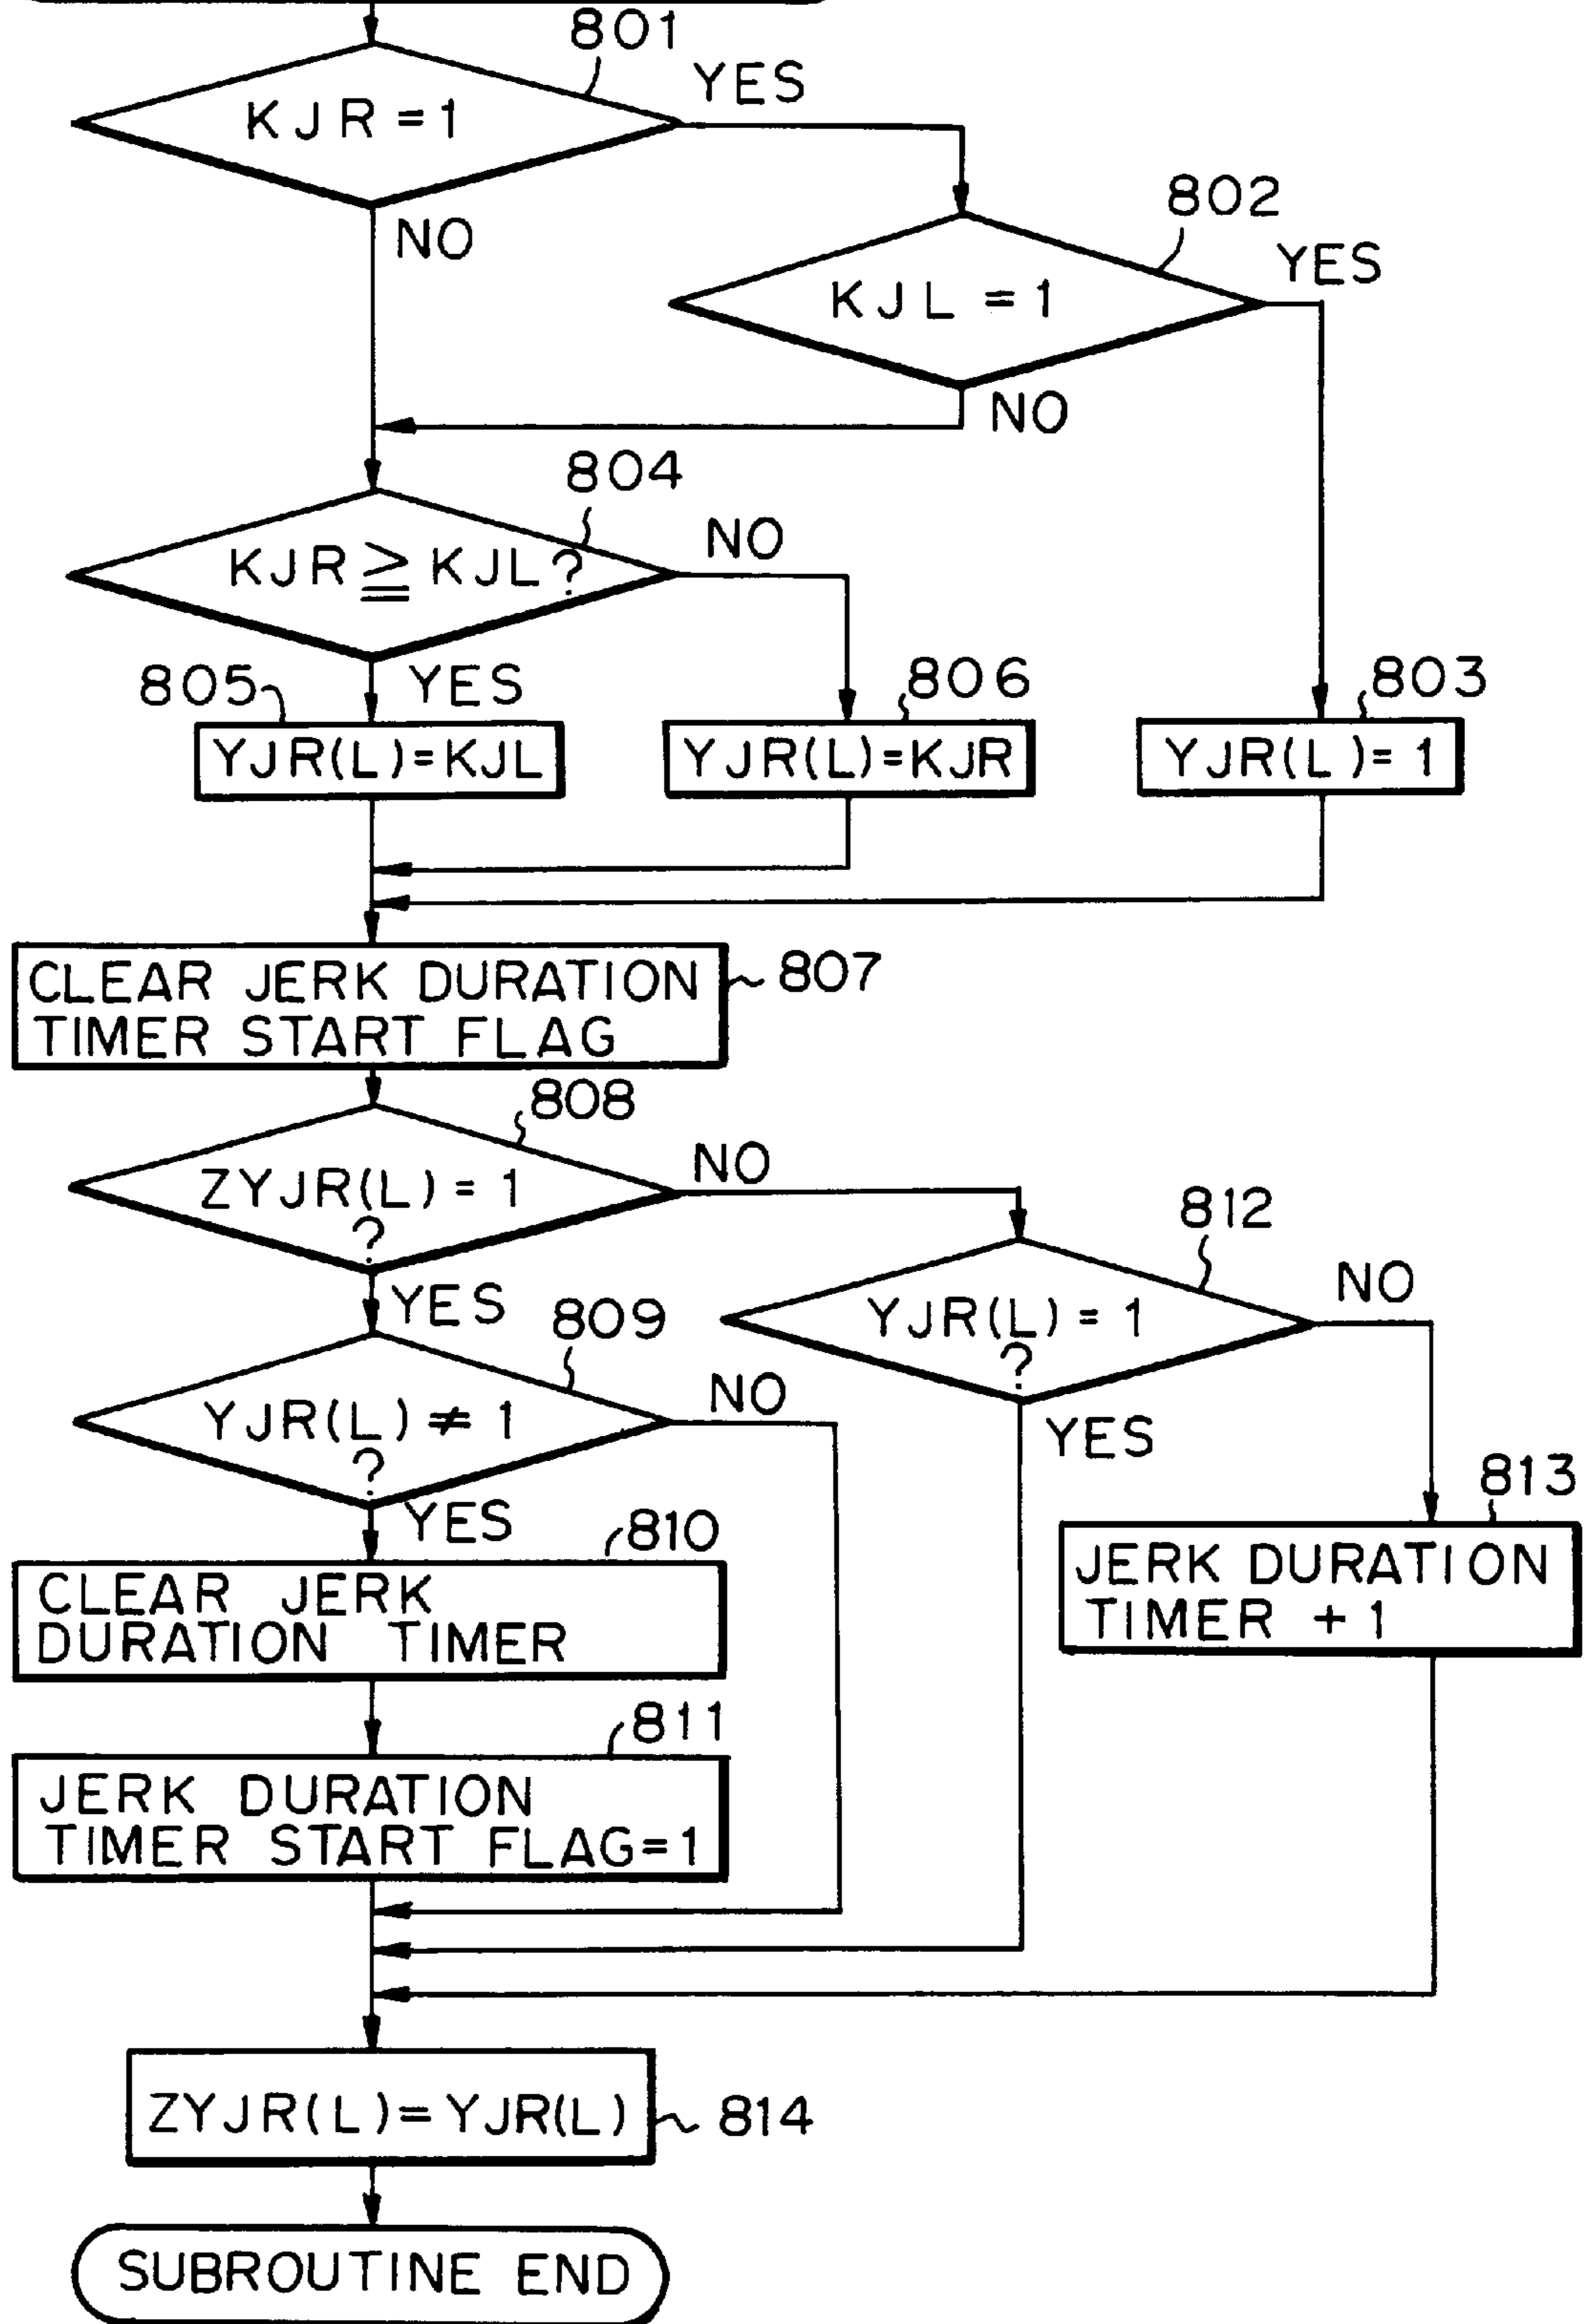 801
KJR = 1
YES
NO
802
KJL = 1
YES
NO
804
KJR ≧ KJL ?
NO
YES
805
YJR(L)=KJL
806
YJR(L)=KJR
803
YJR(L)=1
CLEAR JERK DURATION
TIMER START FLAG
807
808
ZYJR(L) = 1
?
NO
YES
812
YJR(L) = 1
?
NO
YES
809
YJR(L) ≠ 1
?
NO
YES
813
JERK DURATION
TIMER +1
810
CLEAR JERK
DURATION TIMER
811
JERK DURATION
TIMER START FLAG=1
ZYJR(L)=YJR(L)
814
SUBROUTINE END